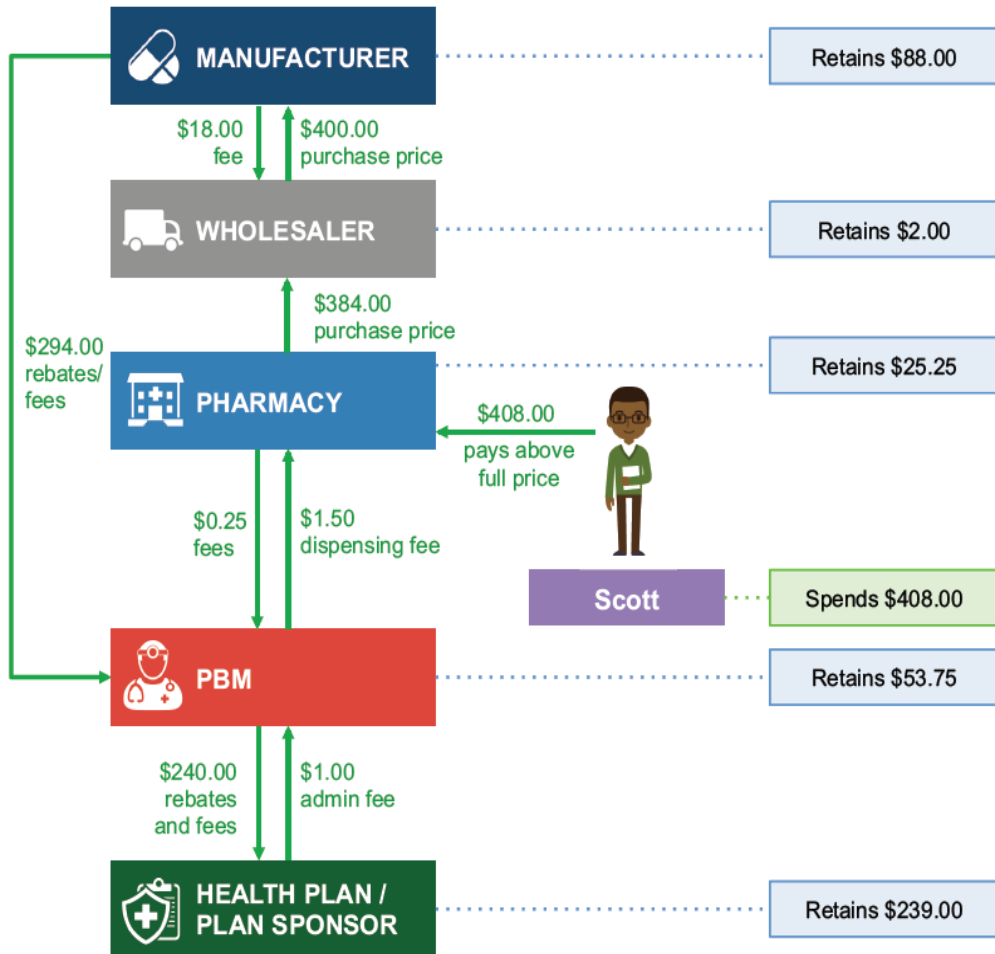 MANUFACTURER
Retains $88.00
$18.00
fee
$400.00
purchase price
WHOLESALER
Retains $2.00
$384.00
purchase price
$294.00
rebates/
fees
PHARMACY
Retains $25.25
$408.00
pays above
full price
$0.25
fees
$1.50
dispensing fee
Scott
Spends $408.00
PBM
Retains $53.75
$240.00
rebates
and fees
$1.00
admin fee
HEALTH PLAN /
PLAN SPONSOR
Retains $239.00